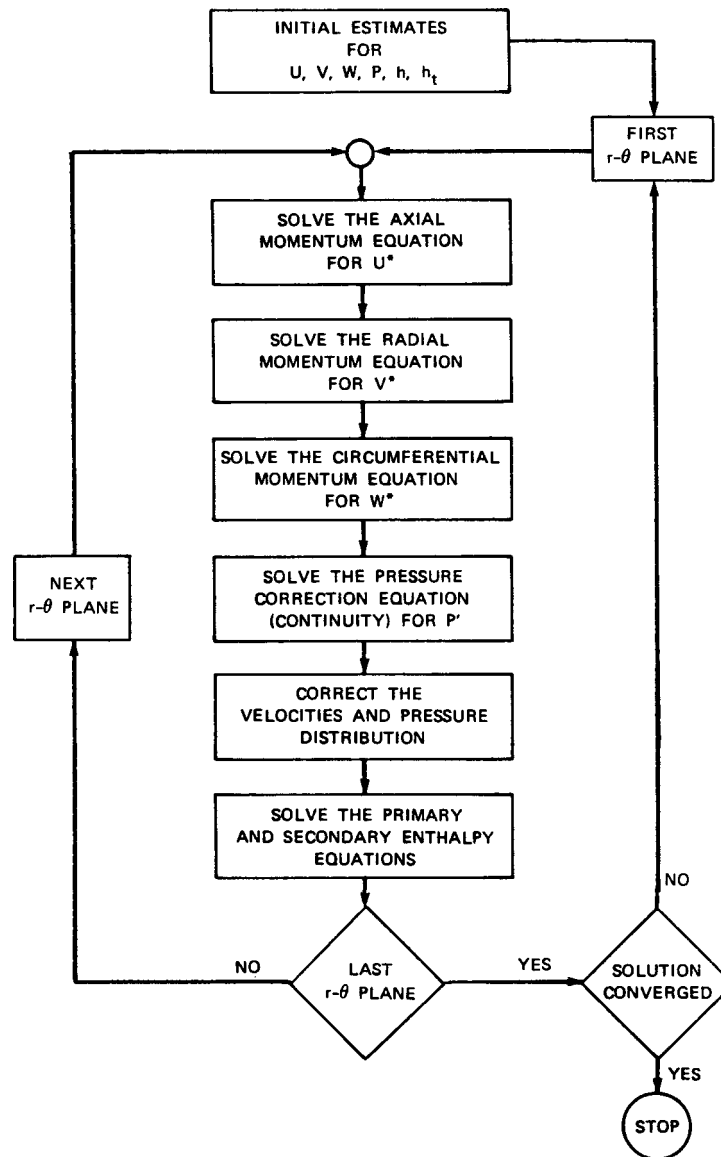 INITIAL ESTIMATES
FOR
U, V, W, P, h, h_t
FIRST
r-θ PLANE
SOLVE THE AXIAL
MOMENTUM EQUATION
FOR U*
SOLVE THE RADIAL
MOMENTUM EQUATION
FOR V*
SOLVE THE CIRCUMFERENTIAL
MOMENTUM EQUATION
FOR W*
NEXT
r-θ PLANE
SOLVE THE PRESSURE
CORRECTION EQUATION
(CONTINUITY) FOR P'
CORRECT THE
VELOCITIES AND PRESSURE
DISTRIBUTION
SOLVE THE PRIMARY
AND SECONDARY ENTHALPY
EQUATIONS
NO
NO
LAST
r-θ PLANE
YES
SOLUTION
CONVERGED
YES
STOP